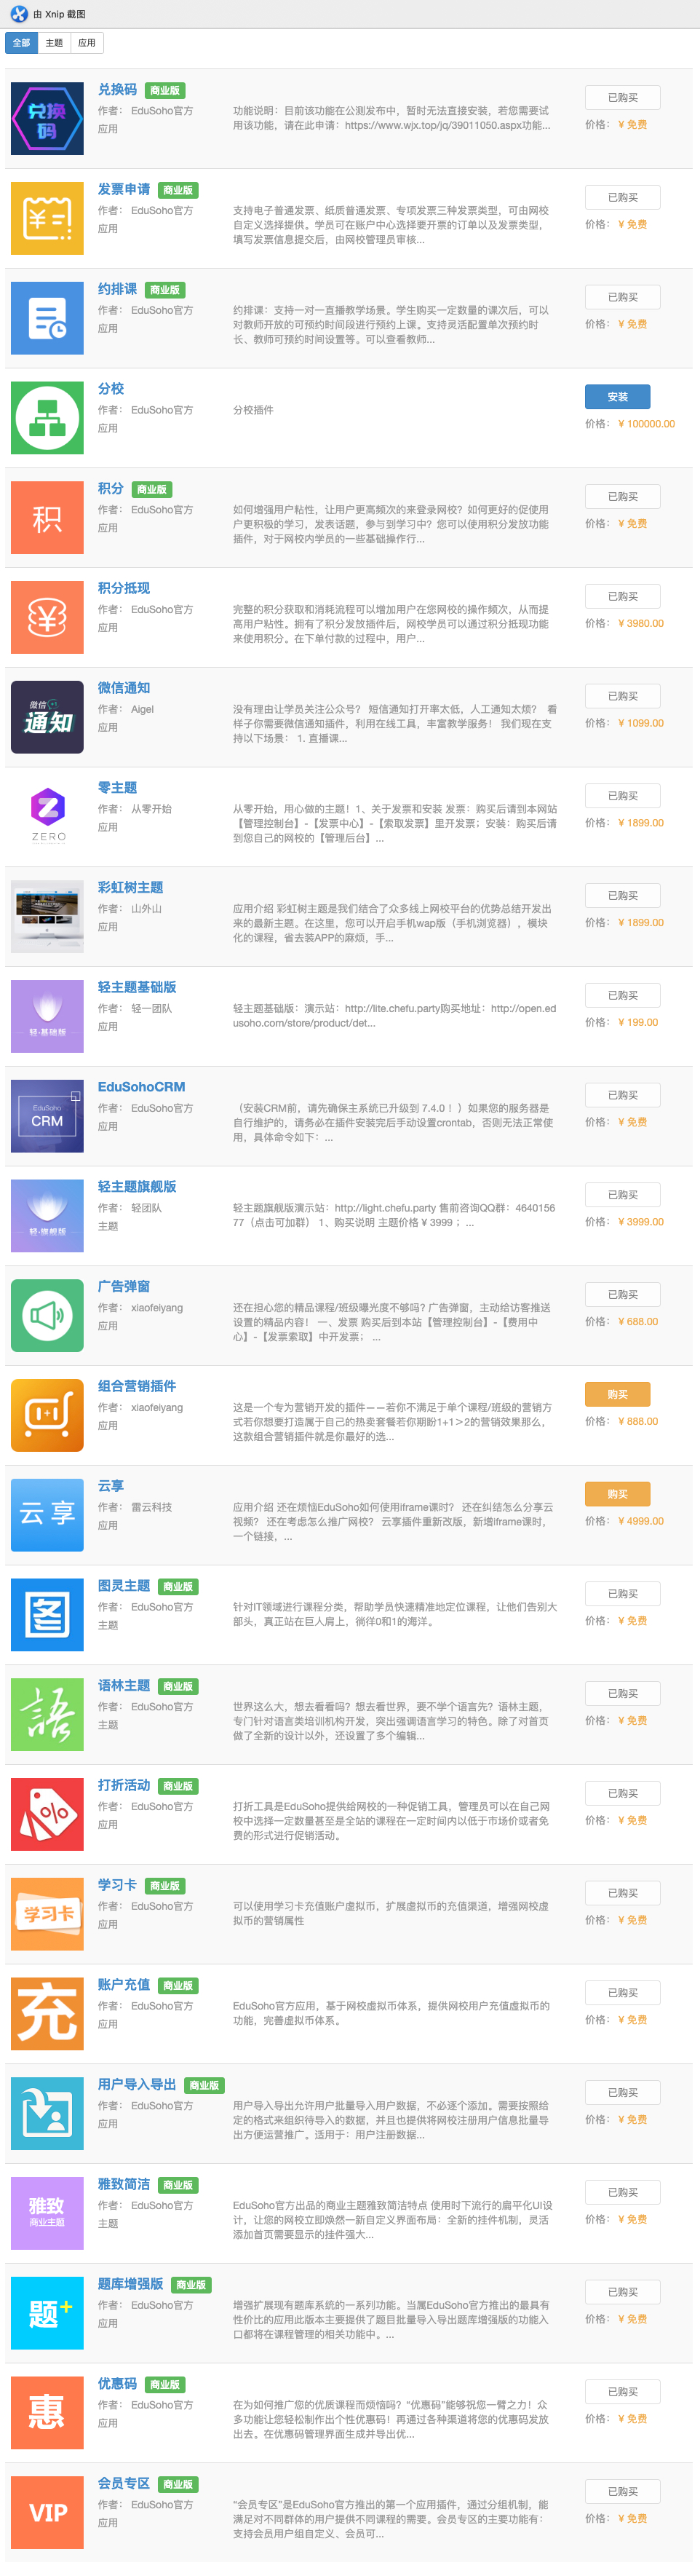 由 Xnip 截图
全部 主题 应用
兑换码
兑换码 商业版
作者： EduSoho官方
应用
功能说明：目前该功能在公测发布中，暂时无法直接安装，若您需要试
用该功能，请在此申请：https://www.wjx.top/jq/39011050.aspx功能...
已购买
价格： ¥ 免费
发票申请 商业版
作者： EduSoho官方
应用
支持电子普通发票、纸质普通发票、专项发票三种发票类型，可由网校
自定义选择提供。学员可在账户中心选择要开票的订单以及发票类型，
填写发票信息提交后，由网校管理员审核...
已购买
价格： ¥ 免费
约排课 商业版
作者： EduSoho官方
应用
约排课：支持一对一直播教学场景。学生购买一定数量的课次后，可以
对教师开放的可预约时间段进行预约上课。支持灵活配置单次预约时
长、教师可预约时间设置等。可以查看教师...
已购买
价格： ¥ 免费
分校
作者： EduSoho官方
应用
分校插件
安装
价格： ¥ 100000.00
积
积分 商业版
作者： EduSoho官方
应用
如何增强用户粘性，让用户更高频次的来登录网校？如何更好的促使用
户更积极的学习，发表话题，参与到学习中？您可以使用积分发放功能
插件，对于网校内学员的一些基础操作行...
已购买
价格： ¥ 免费
积分抵现
作者： EduSoho官方
应用
完整的积分获取和消耗流程可以增加用户在您网校的操作频次，从而提
高用户粘性。拥有了积分发放插件后，网校学员可以通过积分抵现功能
来使用积分。在下单付款的过程中，用户...
已购买
价格： ¥ 3980.00
微信
通知
微信通知
作者： Aigel
应用
没有理由让学员关注公众号？ 短信通知打开率太低，人工通知太烦？ 看
样子你需要微信通知插件，利用在线工具，丰富教学服务！ 我们现在支
持以下场景： 1. 直播课...
已购买
价格： ¥ 1099.00
ZERO
零主题
作者： 从零开始
应用
从零开始，用心做的主题！1、关于发票和安装 发票：购买后请到本网站
【管理控制台】-【发票中心】-【索取发票】里开发票；安装：购买后请
到您自己的网校的【管理后台】...
已购买
价格： ¥ 1899.00
彩虹树主题
作者： 山外山
应用
应用介绍 彩虹树主题是我们结合了众多线上网校平台的优势总结开发出
来的最新主题。在这里，您可以开启手机wap版（手机浏览器），模块
化的课程，省去装APP的麻烦，手...
已购买
价格： ¥ 1899.00
轻·基础版
轻主题基础版
作者： 轻一团队
应用
轻主题基础版：演示站：http://lite.chefu.party购买地址：http://open.ed
usoho.com/store/product/det...
已购买
价格： ¥ 199.00
EduSoho
CRM
EduSohoCRM
作者： EduSoho官方
应用
（安装CRM前，请先确保主系统已升级到 7.4.0 ！）如果您的服务器是
自行维护的，请务必在插件安装完后手动设置crontab，否则无法正常使
用，具体命令如下： ...
已购买
价格： ¥ 免费
轻·旗舰版
轻主题旗舰版
作者： 轻团队
主题
轻主题旗舰版演示站：http://light.chefu.party 售前咨询QQ群：4640156
77（点击可加群） 1、购买说明 主题价格 ¥ 3999 ；...
已购买
价格： ¥ 3999.00
广告弹窗
作者： xiaofeiyang
应用
还在担心您的精品课程/班级曝光度不够吗? 广告弹窗，主动给访客推送
设置的精品内容！ 一、发票 购买后到本站【管理控制台】-【费用中
心】-【发票索取】中开发票； ...
已购买
价格： ¥ 688.00
1+1
组合营销插件
作者： xiaofeiyang
应用
这是一个专为营销开发的插件——若你不满足于单个课程/班级的营销方
式若你想要打造属于自己的热卖套餐若你期盼1+1＞2的营销效果那么，
这款组合营销插件就是你最好的选...
购买
价格： ¥ 888.00
云享
云享
作者： 雷云科技
应用
应用介绍 还在烦恼EduSoho如何使用iframe课时？ 还在纠结怎么分享云
视频？ 还在考虑怎么推广网校？ 云享插件重新改版，新增iframe课时，
一个链接，...
购买
价格： ¥ 4999.00
图
图灵主题 商业版
作者： EduSoho官方
主题
针对IT领域进行课程分类，帮助学员快速精准地定位课程，让他们告别大
部头，真正站在巨人肩上，徜徉0和1的海洋。
已购买
价格： ¥ 免费
語
语林主题 商业版
作者： EduSoho官方
主题
世界这么大，想去看看吗？想去看世界，要不学个语言先？语林主题，
专门针对语言类培训机构开发，突出强调语言学习的特色。除了对首页
做了全新的设计以外，还设置了多个编辑...
已购买
价格： ¥ 免费
打折活动 商业版
作者： EduSoho官方
应用
打折工具是EduSoho提供给网校的一种促销工具，管理员可以在自己网
校中选择一定数量甚至是全站的课程在一定时间内以低于市场价或者免
费的形式进行促销活动。
已购买
价格： ¥ 免费
学习卡
学习卡 商业版
作者： EduSoho官方
应用
可以使用学习卡充值账户虚拟币，扩展虚拟币的充值渠道，增强网校虚
拟币的营销属性
已购买
价格： ¥ 免费
充
账户充值 商业版
作者： EduSoho官方
应用
EduSoho官方应用，基于网校虚拟币体系，提供网校用户充值虚拟币的
功能，完善虚拟币体系。
已购买
价格： ¥ 免费
用户导入导出 商业版
作者： EduSoho官方
应用
用户导入导出允许用户批量导入用户数据，不必逐个添加。需要按照给
定的格式来组织待导入的数据，并且也提供将网校注册用户信息批量导
出方便运营推广。适用于：用户注册数据...
已购买
价格： ¥ 免费
雅致
商业主题
雅致简洁 商业版
作者： EduSoho官方
主题
EduSoho官方出品的商业主题雅致简洁特点 使用时下流行的扁平化UI设
计，让您的网校立即焕然一新自定义界面布局：全新的挂件机制，灵活
添加首页需要显示的挂件强大...
已购买
价格： ¥ 免费
题+
题库增强版 商业版
作者： EduSoho官方
应用
增强扩展现有题库系统的一系列功能。当属EduSoho官方推出的最具有
性价比的应用此版本主要提供了题目批量导入导出题库增强版的功能入
口都将在课程管理的相关功能中。...
已购买
价格： ¥ 免费
惠
优惠码 商业版
作者： EduSoho官方
应用
在为如何推广您的优质课程而烦恼吗？“优惠码”能够祝您一臂之力！众
多功能让您轻松制作出个性优惠码！再通过各种渠道将您的优惠码发放
出去。在优惠码管理界面生成并导出优...
已购买
价格： ¥ 免费
VIP
会员专区 商业版
作者： EduSoho官方
应用
“会员专区”是EduSoho官方推出的第一个应用插件，通过分组机制，能
满足对不同群体的用户提供不同课程的需要。会员专区的主要功能有：
支持会员用户组自定义、会员可...
已购买
价格： ¥ 免费